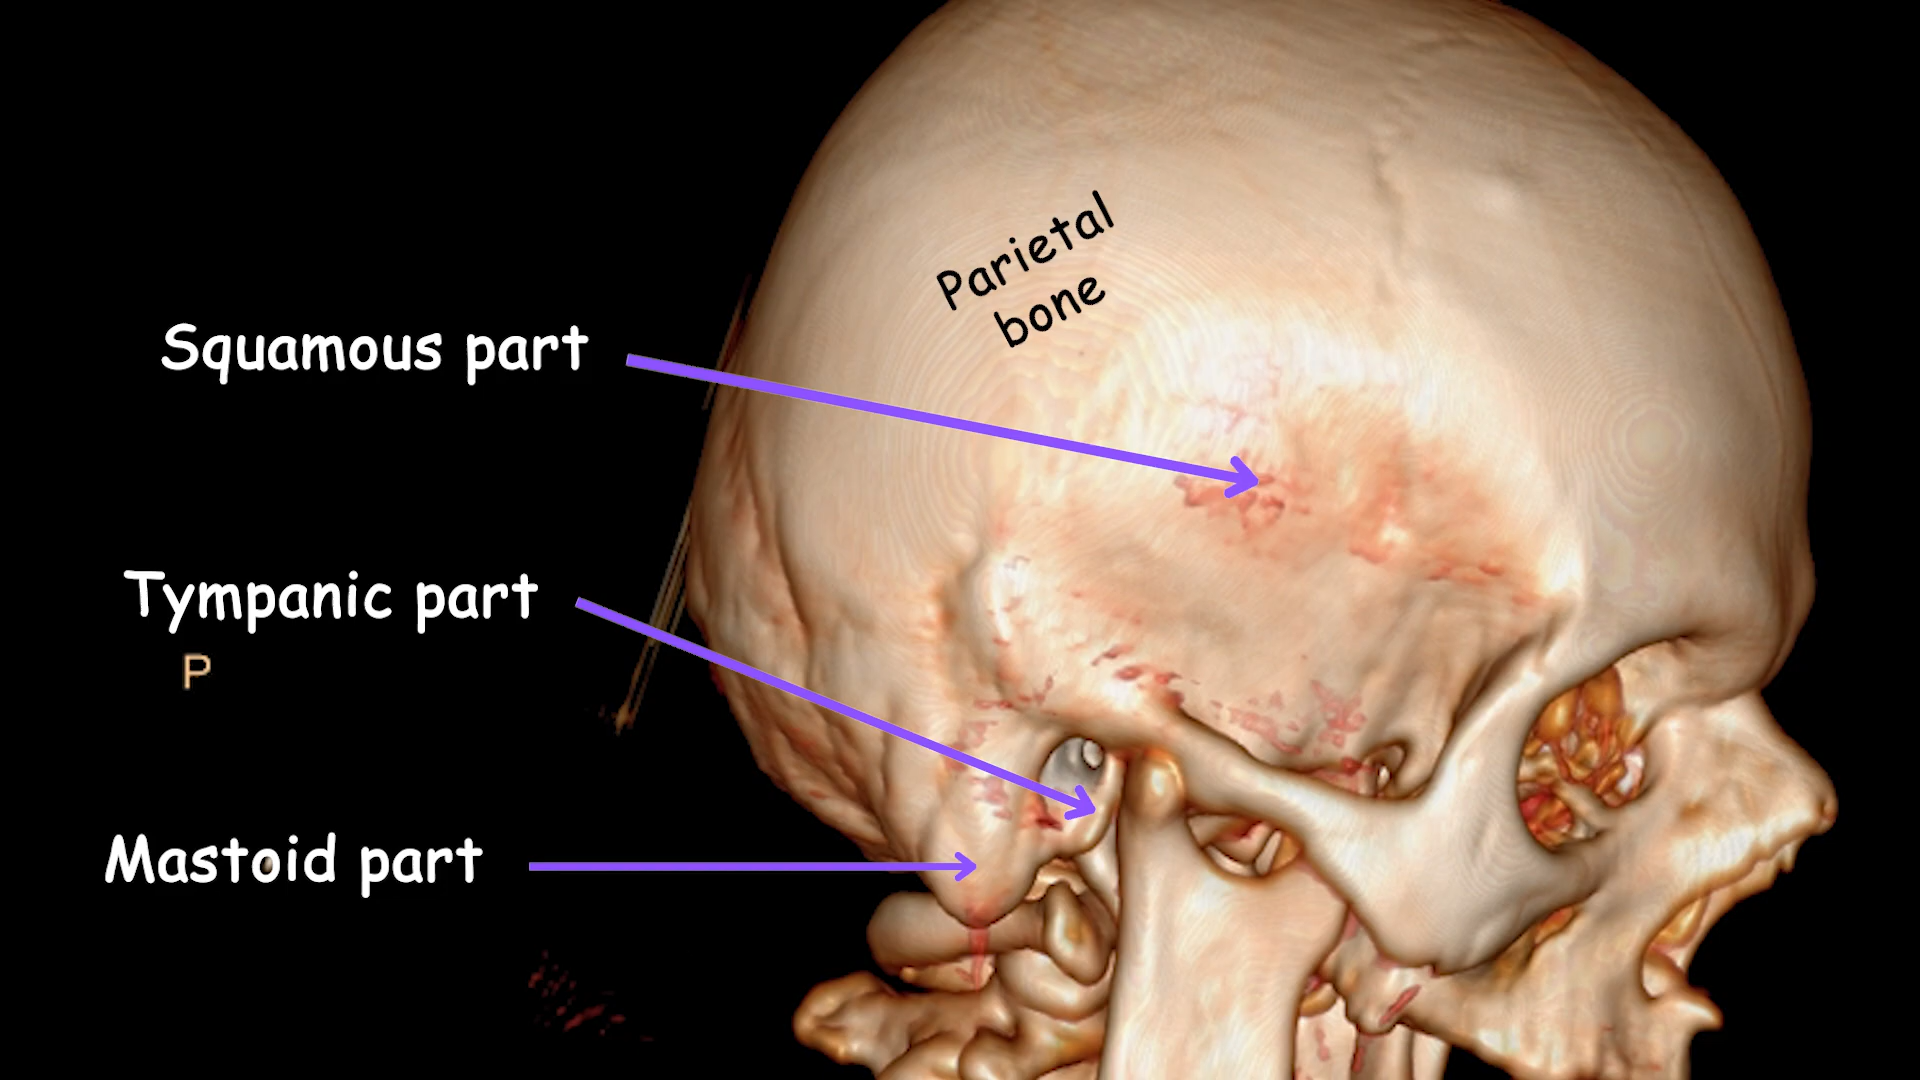 Parietal
bone
Squamous part
Tympanic part
P
Mastoid part